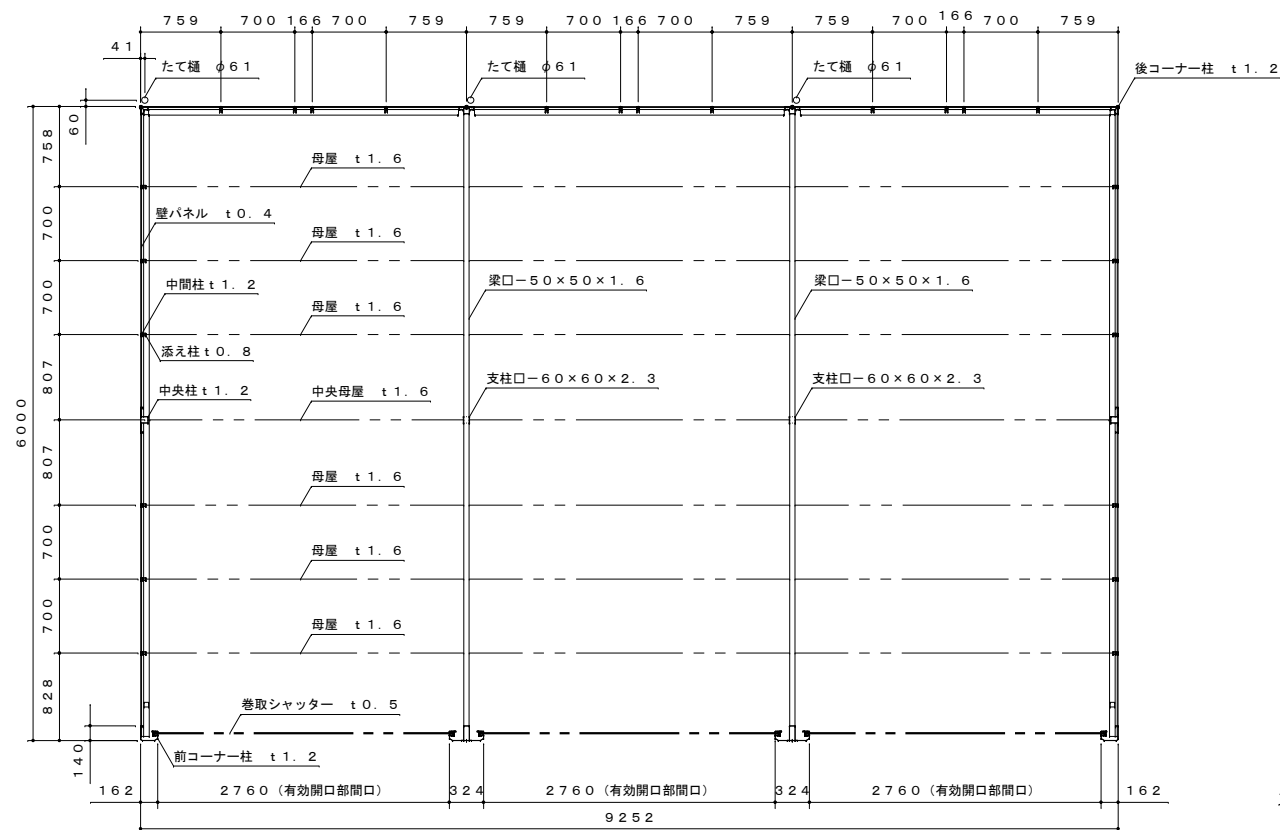 759 700 166 700 759 759 700 166 700 759 759 700 166 700 759
41
たて樋 φ61 たて樋 φ61 たて樋 φ61
後コーナー柱 t1.2
60
758
母屋 t1.6
700
壁パネル t0.4
母屋 t1.6
700
中間柱t1.2
梁口-50×50×1.6 梁口-50×50×1.6
母屋 t1.6
添え柱t0.8
807
中央柱t1.2
中央母屋 t1.6
支柱口-60×60×2.3 支柱口-60×60×2.3
6000
807
母屋 t1.6
700
母屋 t1.6
700
母屋 t1.6
828
巻取シャッター t0.5
140
前コーナー柱 t1.2
162 2760(有効開口部間口) 324 2760(有効開口部間口) 324 2760(有効開口部間口) 162
9252